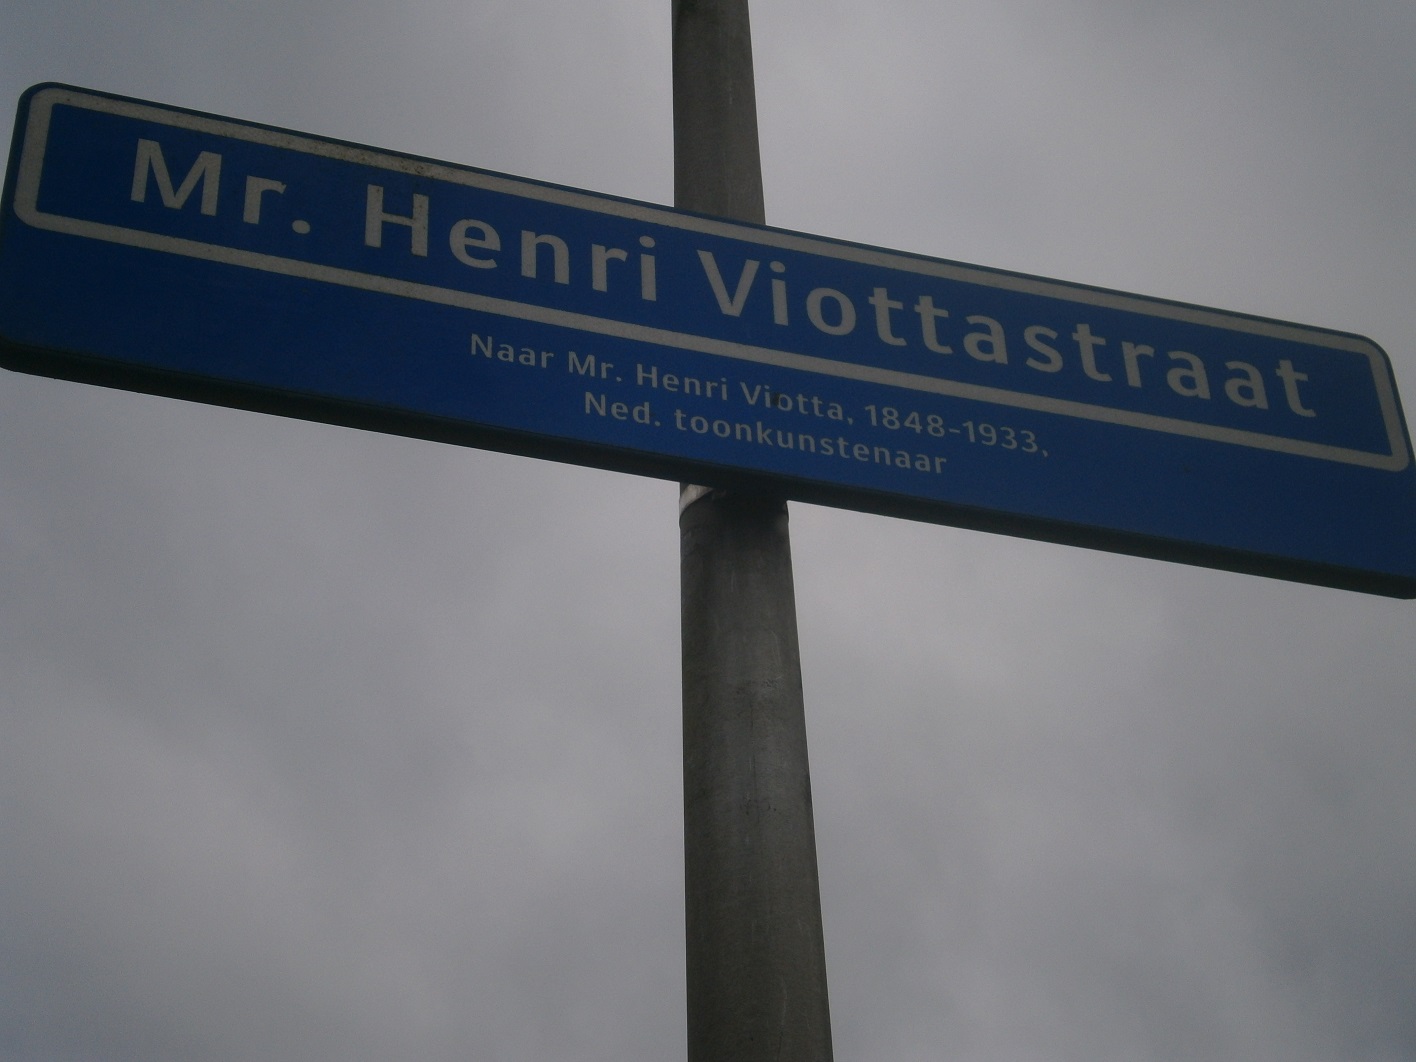 Mr. Henri Viottastraat
Naar Mr. Henri Viotta, 1848-1933,
Ned. toonkunstenaar